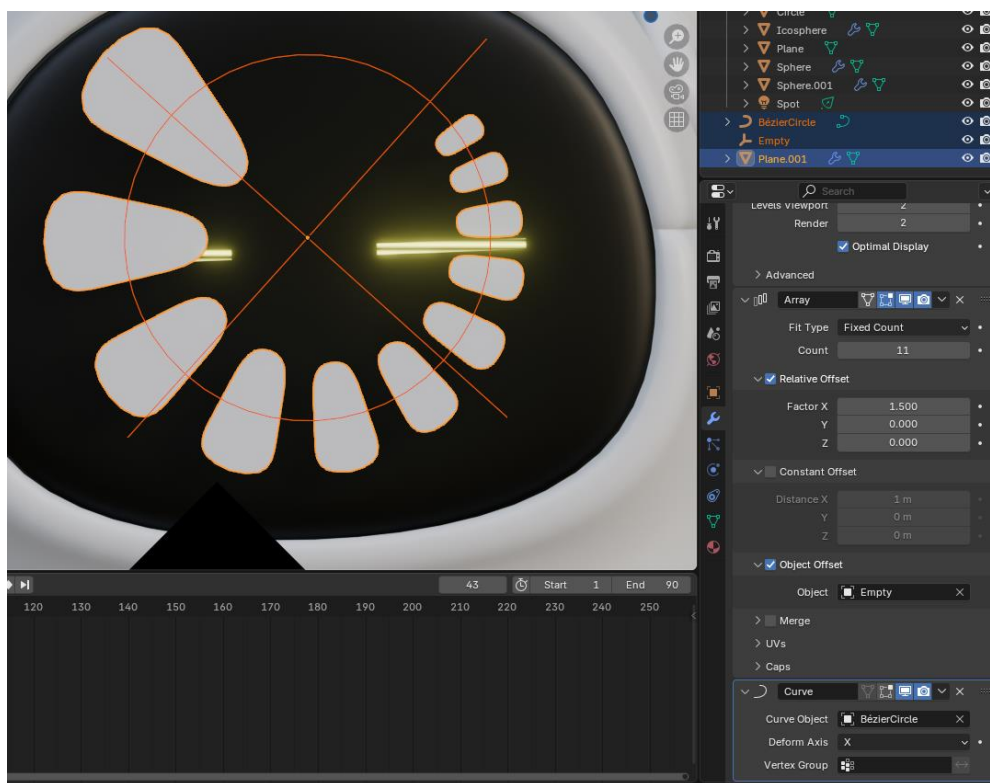 Circle
Icosphere
Plane
Sphere
Sphere.001
Spot
BézierCircle
Empty
Plane.001
Search
Levels Viewport 2
Render 2
Optimal Display
Advanced
Array
Fit Type Fixed Count
Count 11
Relative Offset
Factor X 1.500
Y 0.000
Z 0.000
Constant Offset
Distance X 1 m
Y 0 m
Z 0 m
Object Offset
Object Empty
Merge
UVs
Caps
Curve
Curve Object BézierCircle
Deform Axis X
Vertex Group
43 Start 1 End 90
120 130 140 150 160 170 180 190 200 210 220 230 240 250